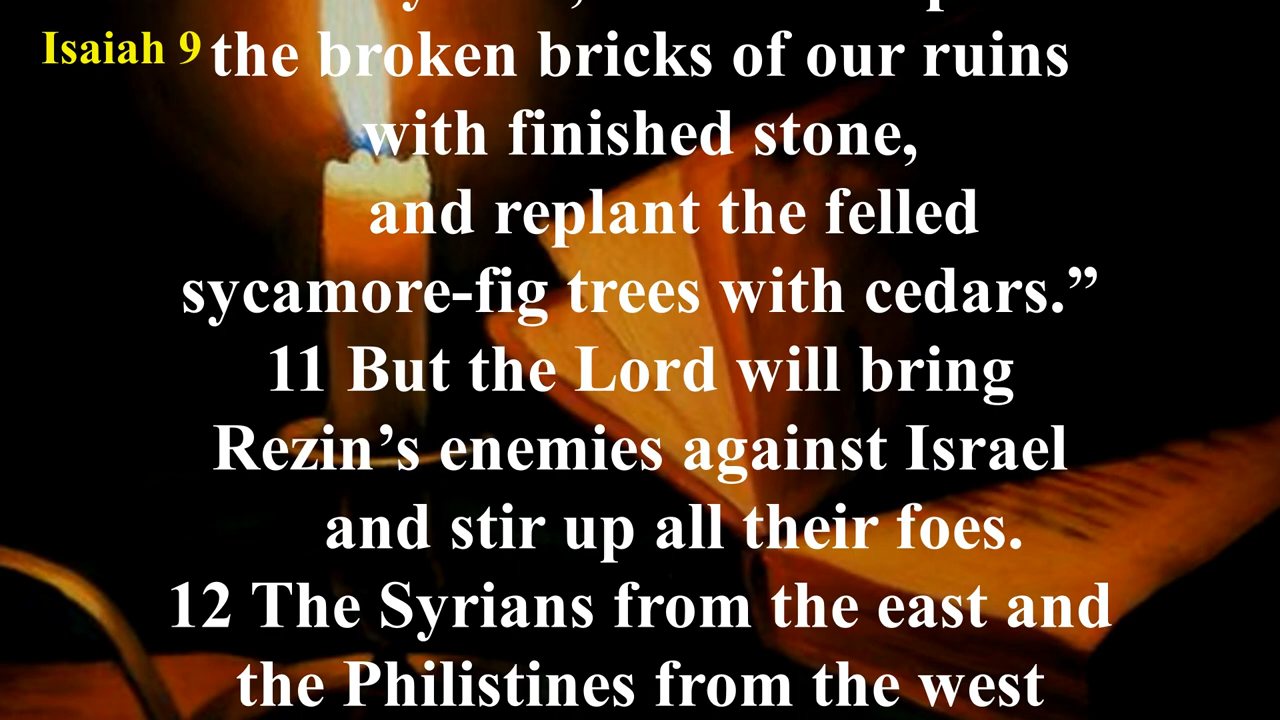 Isaiah 9
the broken bricks of our ruins
with finished stone,
and replant the felled
sycamore-fig trees with cedars.”
11 But the Lord will bring
Rezin’s enemies against Israel
and stir up all their foes.
12 The Syrians from the east and
the Philistines from the west